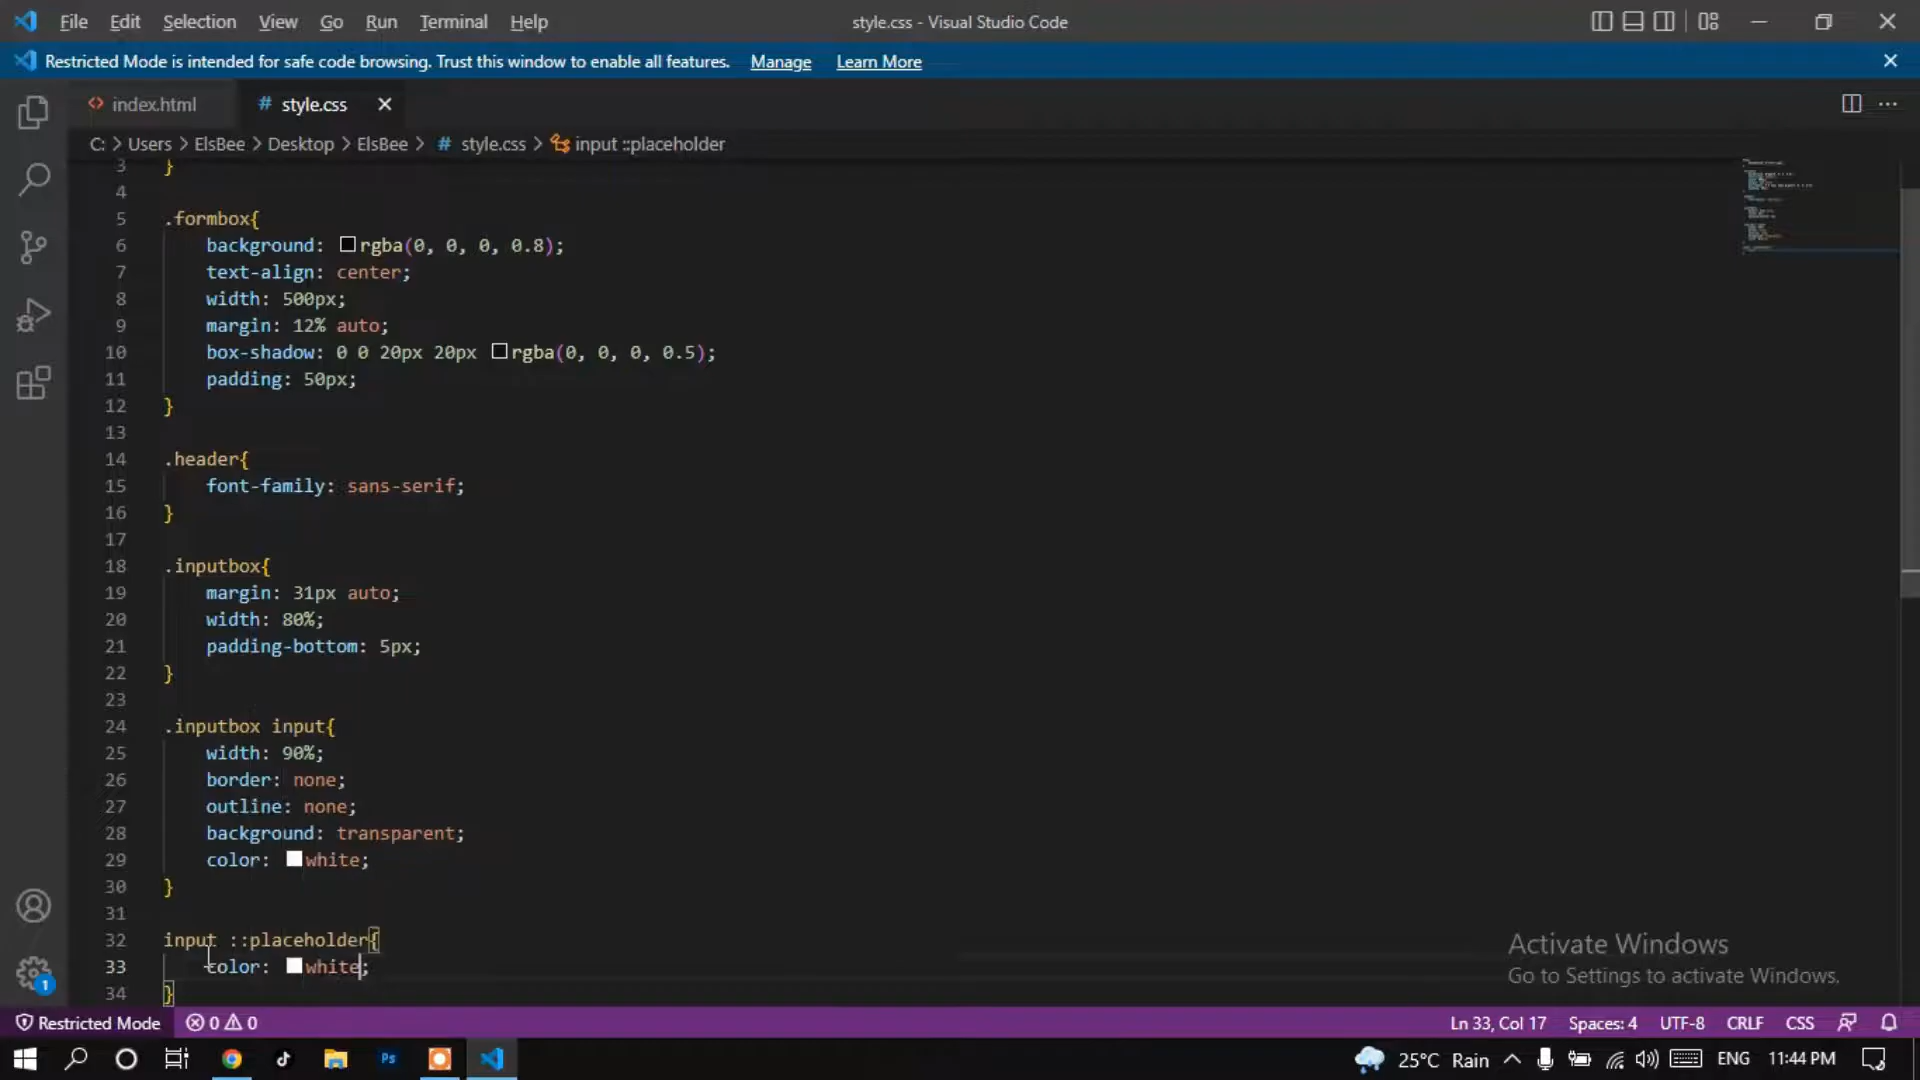 File Edit Selection View Go Run Terminal Help style.css - Visual Studio Code
Restricted Mode is intended for safe code browsing. Trust this window to enable all features. Manage Learn More
<> index.html # style.css
C: > Users > ElsBee > Desktop > ElsBee > # style.css > input ::placeholder
3 }
4
5 .formbox{
6 background: rgba(0, 0, 0, 0.8);
7 text-align: center;
8 width: 500px;
9 margin: 12% auto;
10 box-shadow: 0 0 20px 20px rgba(0, 0, 0, 0.5);
11 padding: 50px;
12 }
13
14 .header{
15 font-family: sans-serif;
16 }
17
18 .inputbox{
19 margin: 31px auto;
20 width: 80%;
21 padding-bottom: 5px;
22 }
23
24 .inputbox input{
25 width: 90%;
26 border: none;
27 outline: none;
28 background: transparent;
29 color: white;
30 }
31
32 input ::placeholder{
33 color: white;
34 }
Activate Windows
Go to Settings to activate Windows.
1
Restricted Mode 0 0 Ln 33, Col 17 Spaces: 4 UTF-8 CRLF CSS
Ps 25°C Rain ENG 11:44 PM